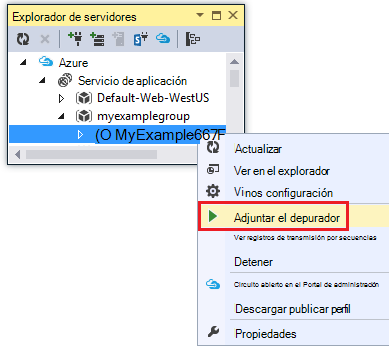 Explorador de servidores
Azure
Servicio de aplicación
Default-Web-WestUS
myexamplegroup
(O MyExample667F
Actualizar
Ver en el explorador
Vinos configuración
Adjuntar el depurador
Ver registros de transmisión por secuencias
Detener
Circuito abierto en el Portal de administración
Descargar publicar perfil
Propiedades